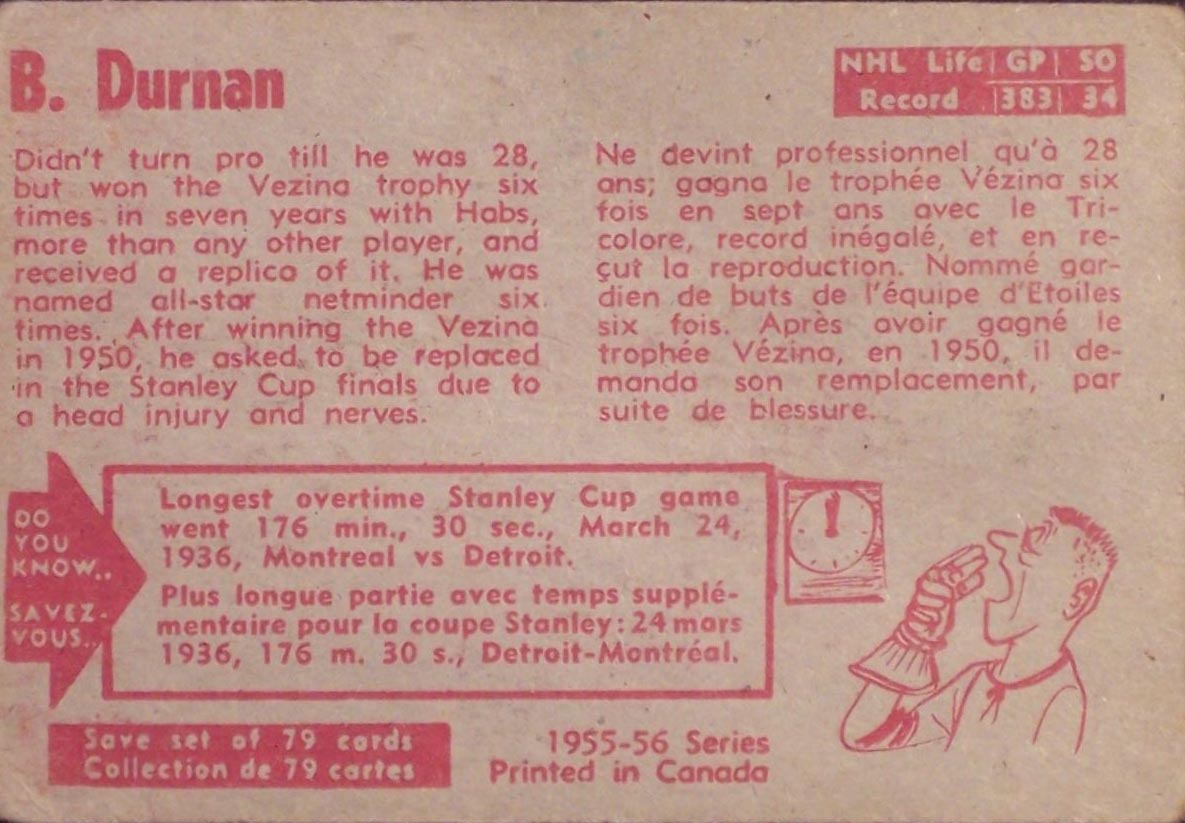 B. Durnan
NHL Life GP SO
Record 383 34
Didn't turn pro till he was 28,
but won the Vezina trophy six
times in seven years with Habs,
more than any other player, and
received a replica of it. He was
named all-star netminder six
times. After winning the Vezina
in 1950, he asked to be replaced
in the Stanley Cup finals due to
a head injury and nerves.
Ne devint professionnel qu'à 28
ans; gagna le trophée Vézina six
fois en sept ans avec le Tri-
colore, record inégalé, et en re-
çut la reproduction. Nommé gar-
dien de buts de l'équipe d'Etoiles
six fois. Après avoir gagné le
trophée Vézina, en 1950, il de-
manda son remplacement, par
suite de blessure.
DO
YOU
KNOW..
SAVEZ-
VOUS..
Longest overtime Stanley Cup game
went 176 min., 30 sec., March 24,
1936, Montreal vs Detroit.
Plus longue partie avec temps supplé-
mentaire pour la coupe Stanley: 24 mars
1936, 176 m. 30 s., Detroit-Montréal.
Save set of 79 cards
Collection de 79 cartes
1955-56 Series
Printed in Canada